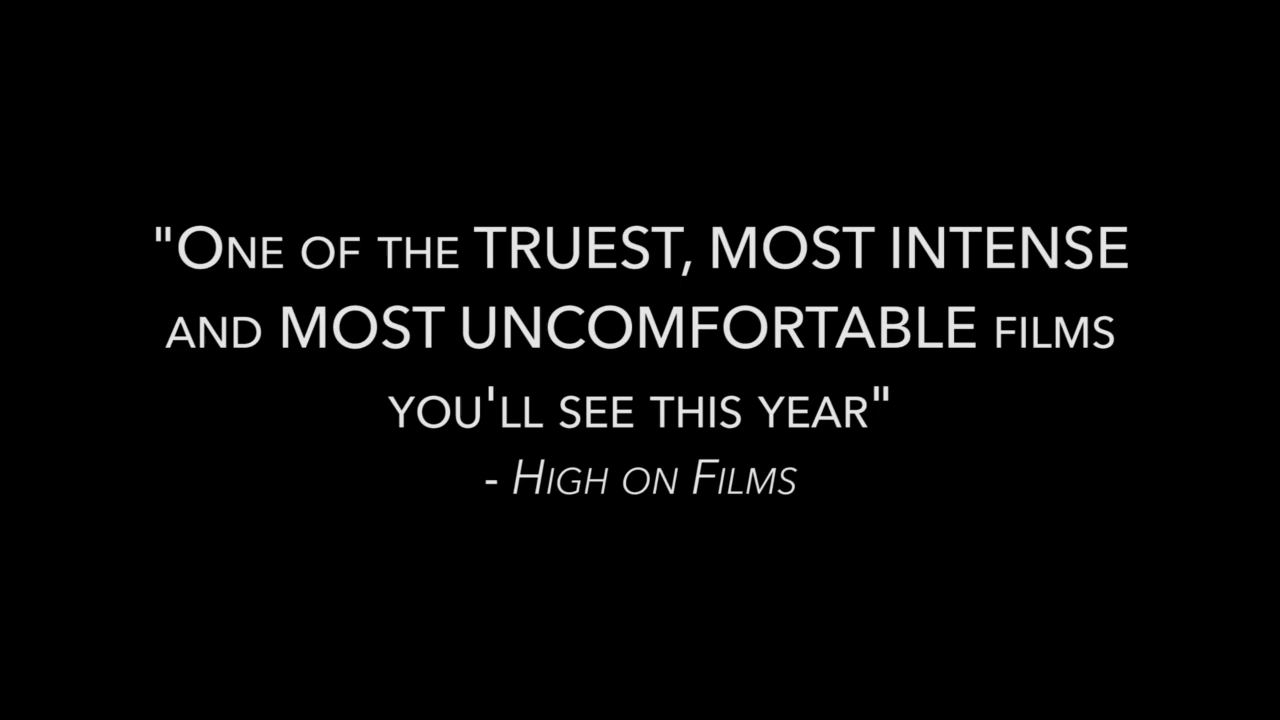 "One of the TRUEST, MOST INTENSE
and MOST UNCOMFORTABLE films
you'll see this year"
- High on Films